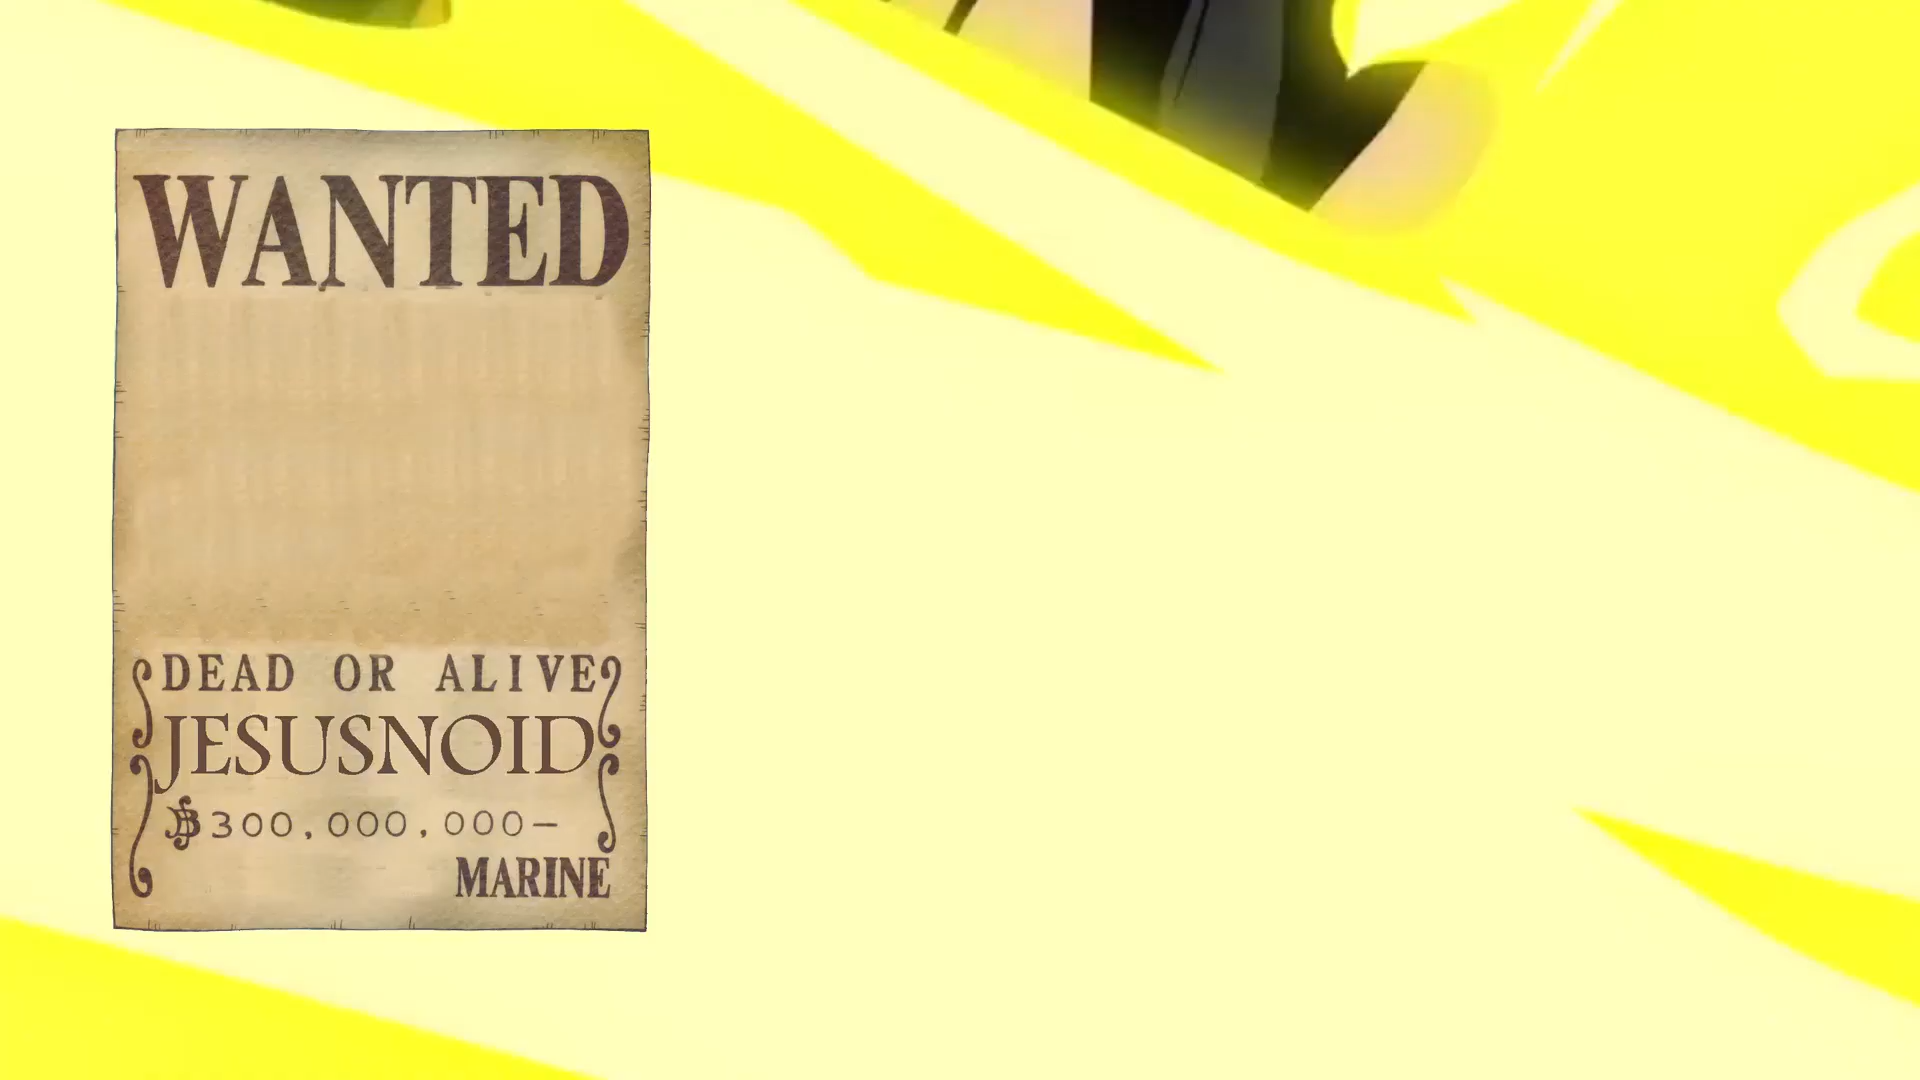 WANTED
DEAD OR ALIVE
JESUSNOID
฿300,000,000—
MARINE